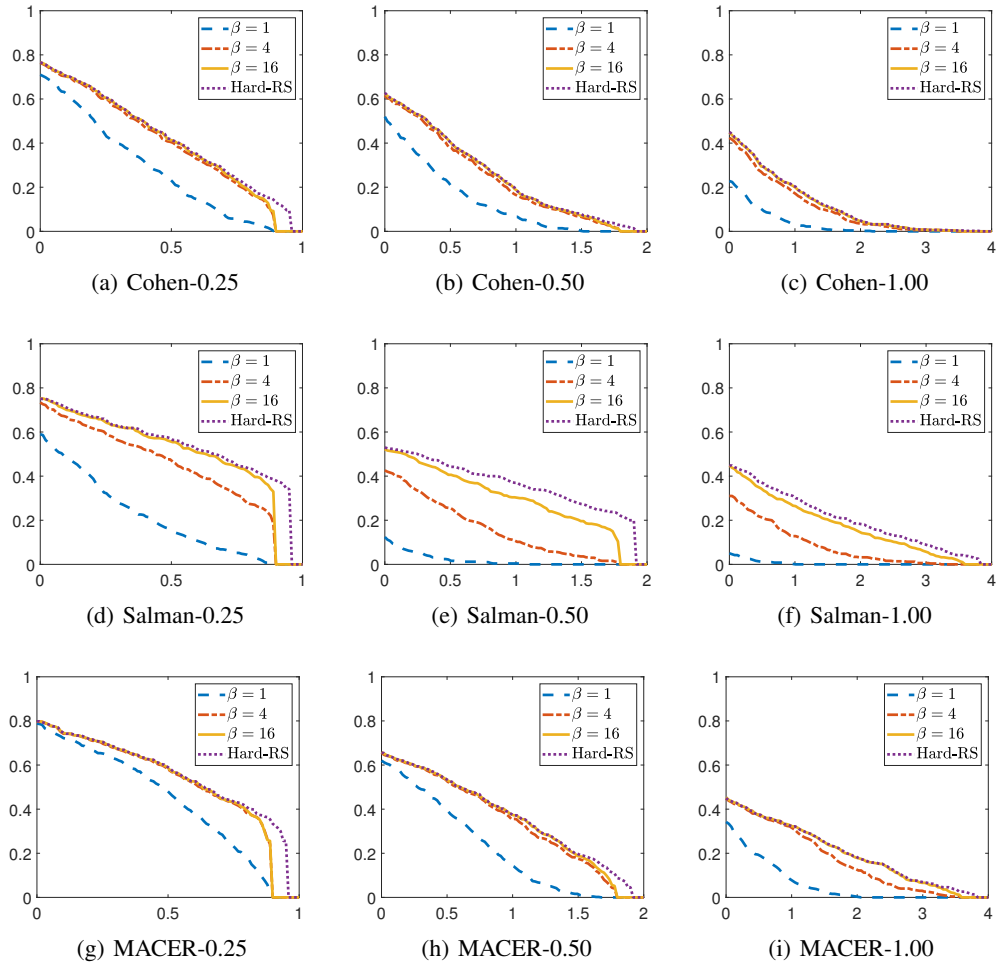 1
0.8
0.6
0.4
0.2
0
0 0.5 1
β = 1
β = 4
β = 16
Hard-RS
(a) Cohen-0.25
1
0.8
0.6
0.4
0.2
0
0 0.5 1 1.5 2
β = 1
β = 4
β = 16
Hard-RS
(b) Cohen-0.50
1
0.8
0.6
0.4
0.2
0
0 1 2 3 4
β = 1
β = 4
β = 16
Hard-RS
(c) Cohen-1.00
1
0.8
0.6
0.4
0.2
0
0 0.5 1
β = 1
β = 4
β = 16
Hard-RS
(d) Salman-0.25
1
0.8
0.6
0.4
0.2
0
0 0.5 1 1.5 2
β = 1
β = 4
β = 16
Hard-RS
(e) Salman-0.50
1
0.8
0.6
0.4
0.2
0
0 1 2 3 4
β = 1
β = 4
β = 16
Hard-RS
(f) Salman-1.00
1
0.8
0.6
0.4
0.2
0
0 0.5 1
β = 1
β = 4
β = 16
Hard-RS
(g) MACER-0.25
1
0.8
0.6
0.4
0.2
0
0 0.5 1 1.5 2
β = 1
β = 4
β = 16
Hard-RS
(h) MACER-0.50
1
0.8
0.6
0.4
0.2
0
0 1 2 3 4
β = 1
β = 4
β = 16
Hard-RS
(i) MACER-1.00